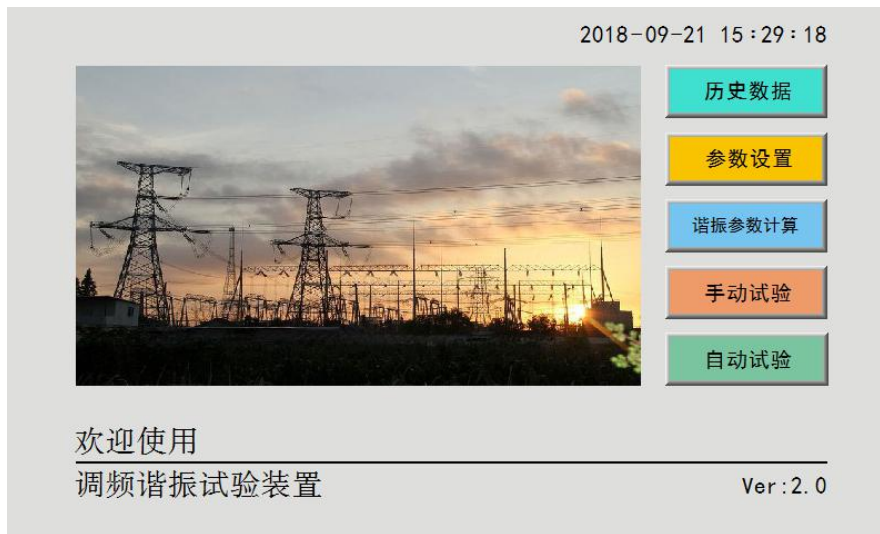 2018-09-21 15:29:18
历史数据
参数设置
谐振参数计算
手动试验
自动试验
欢迎使用
调频谐振试验装置
Ver:2.0